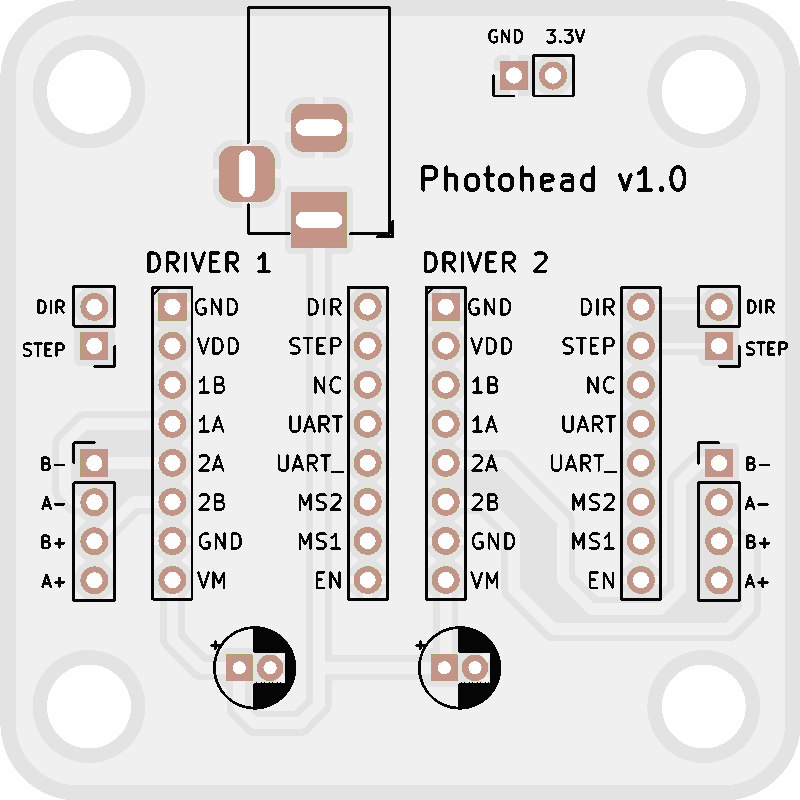 GND 3.3V
Photohead v1.0
DRIVER 1 DRIVER 2
DIR GND DIR GND DIR DIR
STEP VDD STEP VDD STEP STEP
1B NC 1B NC
1A UART 1A UART
B- 2A UART_ 2A UART_ B-
A- 2B MS2 2B MS2 A-
B+ GND MS1 GND MS1 B+
A+ VM EN VM EN A+
+ +